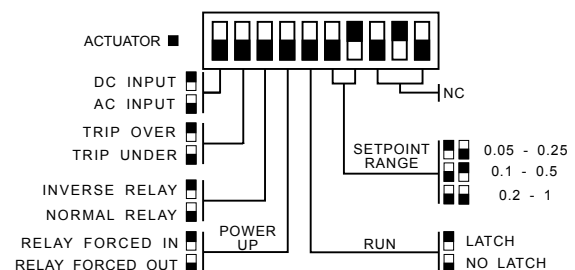 ACTUATOR
DC INPUT
AC INPUT
NC
TRIP OVER
TRIP UNDER
SETPOINT
RANGE
0.05 - 0.25
0.1 - 0.5
0.2 - 1
INVERSE RELAY
NORMAL RELAY
RELAY FORCED IN
RELAY FORCED OUT
POWER
UP
RUN
LATCH
NO LATCH